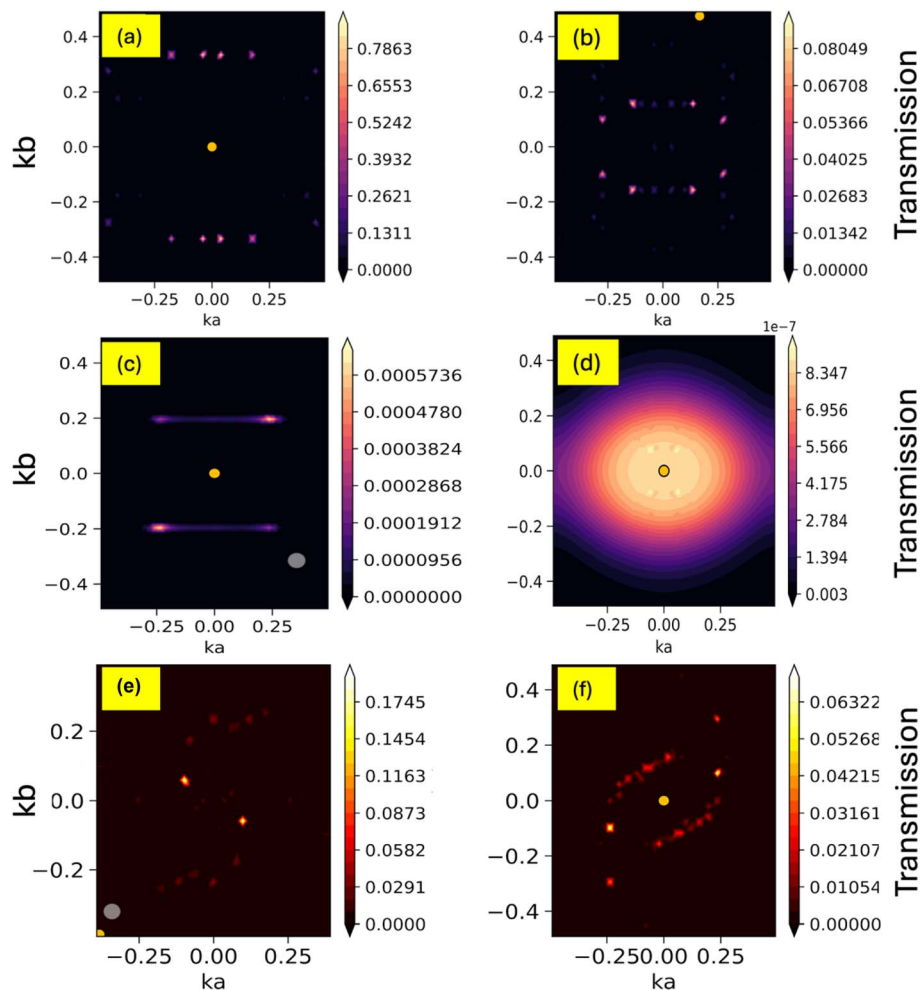 (a)
0.4
0.2
0.0
−0.2
−0.4
kb
−0.25 0.00 0.25
ka
0.7863
0.6553
0.5242
0.3932
0.2621
0.1311
0.0000
(b)
0.4
0.2
0.0
−0.2
−0.4
−0.25 0.00 0.25
ka
0.08049
0.06708
0.05366
0.04025
0.02683
0.01342
0.00000
Transmission
(c)
0.4
0.2
0.0
−0.2
−0.4
kb
−0.25 0.00 0.25
ka
0.0005736
0.0004780
0.0003824
0.0002868
0.0001912
0.0000956
0.0000000
(d)
0.4
0.2
0.0
−0.2
−0.4
−0.25 0.00 0.25
ka
1e-7
8.347
6.956
5.566
4.175
2.784
1.394
0.003
Transmission
(e)
0.2
0.0
−0.2
kb
−0.25 0.00 0.25
ka
0.1745
0.1454
0.1163
0.0873
0.0582
0.0291
0.0000
(f)
0.4
0.2
0.0
−0.2
−0.4
−0.250.00 0.25
ka
0.06322
0.05268
0.04215
0.03161
0.02107
0.01054
0.00000
Transmission